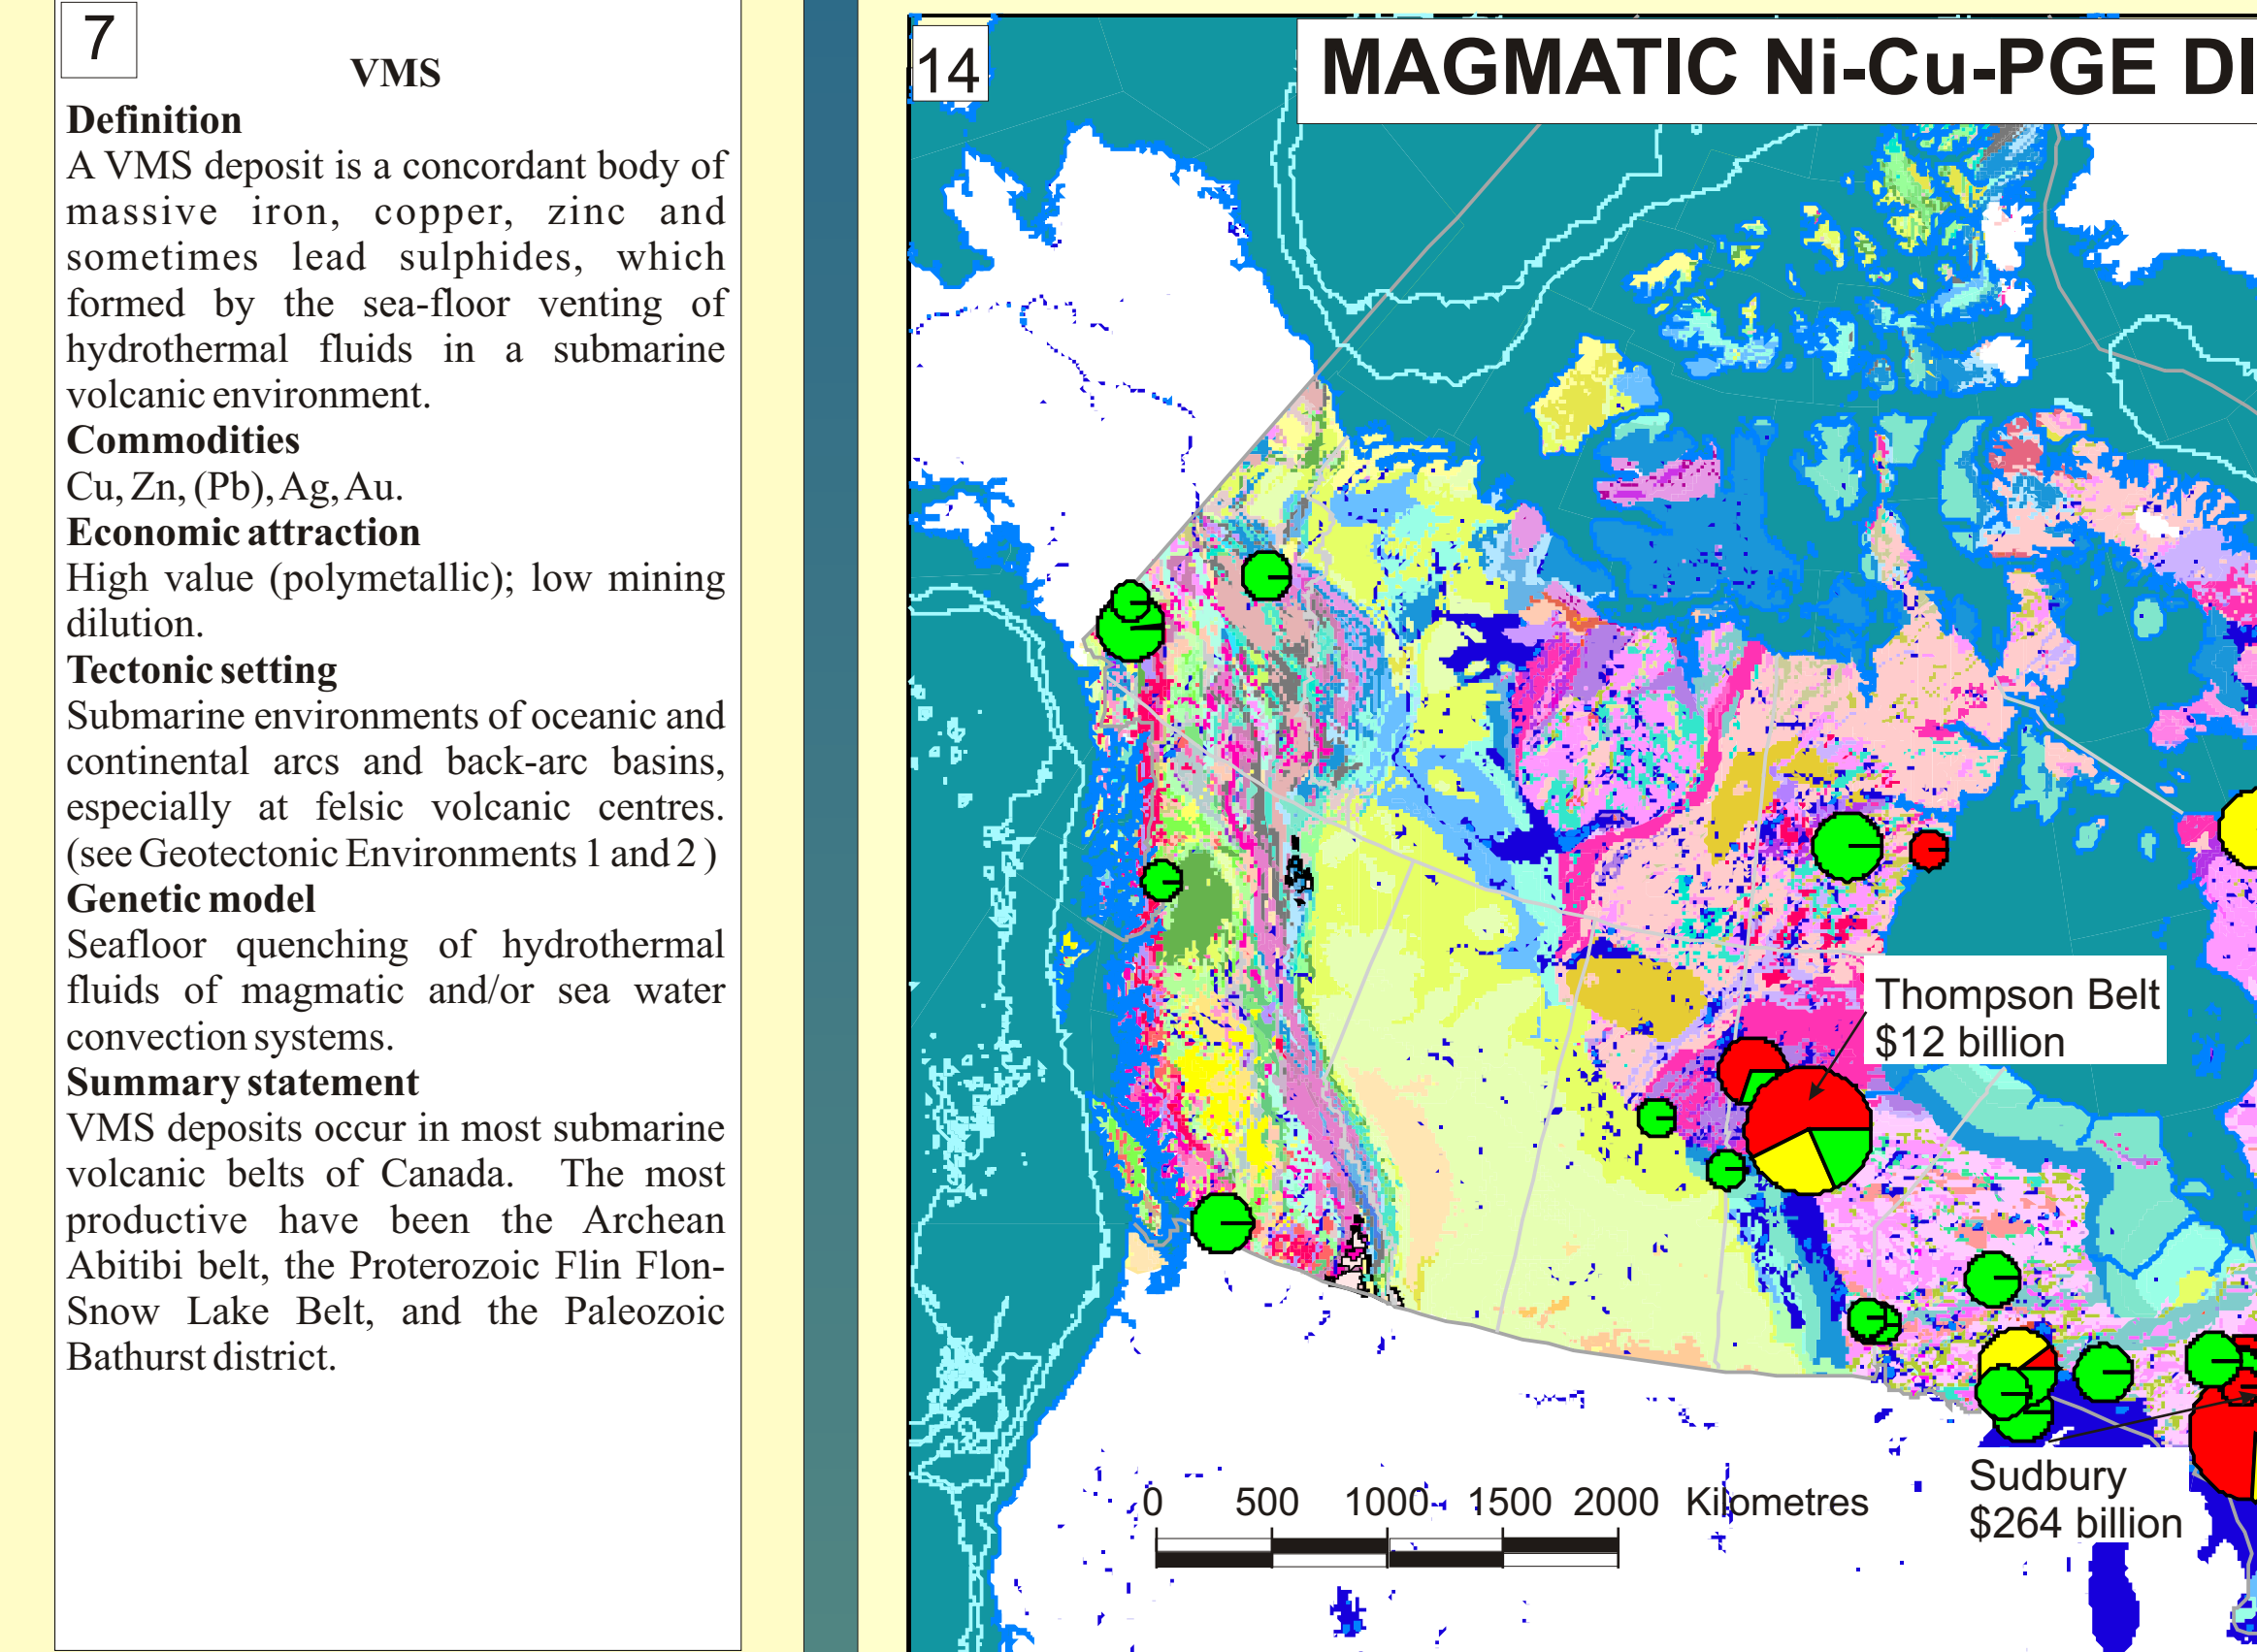 7
VMS
Definition
A VMS deposit is a concordant body of
massive iron, copper, zinc and
sometimes lead sulphides, which
formed by the sea-floor venting of
hydrothermal fluids in a submarine
volcanic environment.
Commodities
Cu, Zn, (Pb), Ag, Au.
Economic attraction
High value (polymetallic); low mining
dilution.
Tectonic setting
Submarine environments of oceanic and
continental arcs and back-arc basins,
especially at felsic volcanic centres.
(see Geotectonic Environments 1 and 2 )
Genetic model
Seafloor quenching of hydrothermal
fluids of magmatic and/or sea water
convection systems.
Summary statement
VMS deposits occur in most submarine
volcanic belts of Canada. The most
productive have been the Archean
Abitibi belt, the Proterozoic Flin Flon-
Snow Lake Belt, and the Paleozoic
Bathurst district.
14
MAGMATIC Ni-Cu-PGE DI
Thompson Belt
$12 billion
Sudbury
$264 billion
0 500 1000 1500 2000 Kilometres